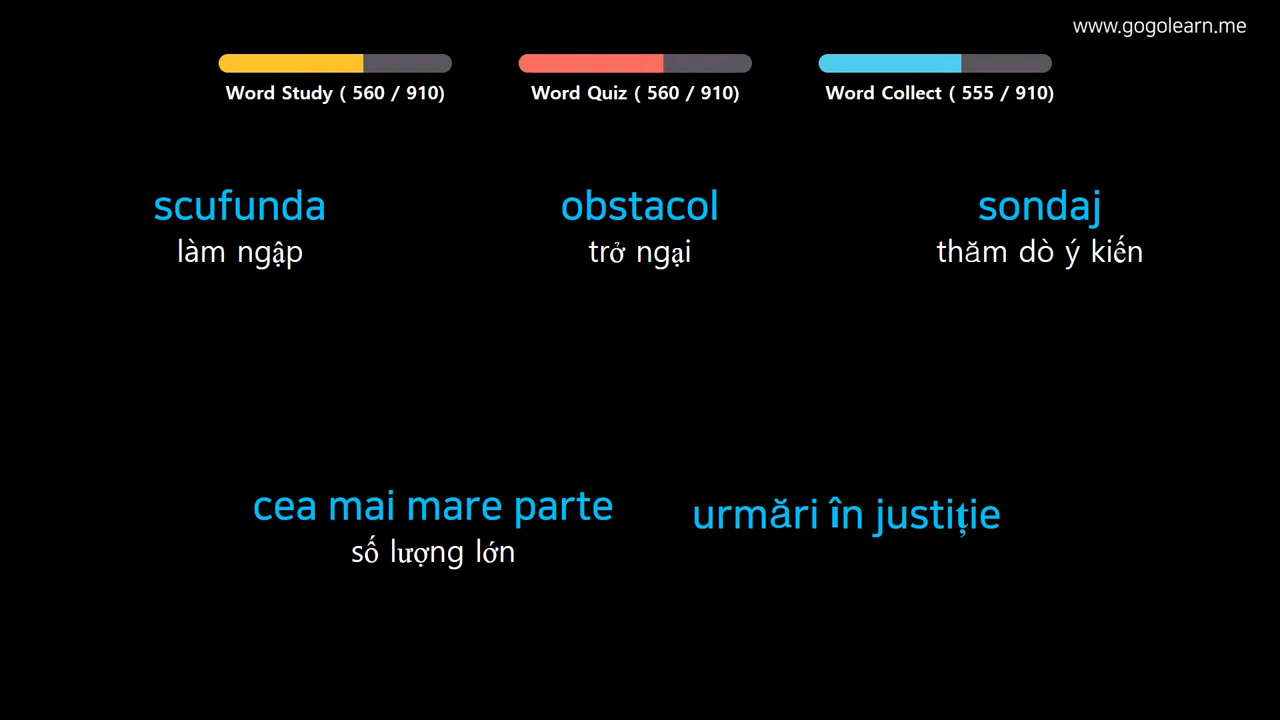 www.gogolearn.me
Word Study ( 560 / 910)
Word Quiz ( 560 / 910)
Word Collect ( 555 / 910)
scufunda
làm ngập
obstacol
trở ngại
sondaj
thăm dò ý kiến
cea mai mare parte
số lượng lớn
urmări în justiție